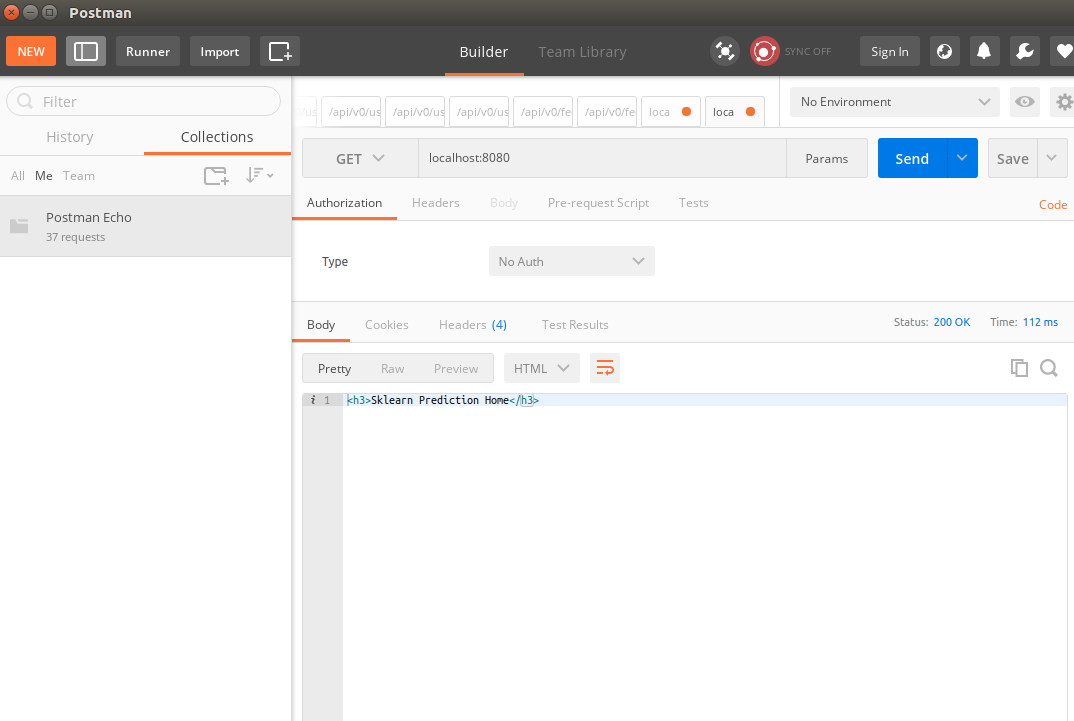 Postman
NEW Runner Import Builder Team Library SYNC OFF Sign In
Filter
History Collections
All Me Team
Postman Echo
37 requests
/api/v0/us /api/v0/us /api/v0/us /api/v0/fe /api/v0/fe loca loca
No Environment
GET localhost:8080 Params Send Save
Authorization Headers Body Pre-request Script Tests Code
Type No Auth
Body Cookies Headers (4) Test Results Status: 200 OK Time: 112 ms
Pretty Raw Preview HTML
i 1 <h3>Sklearn Prediction Home</h3>